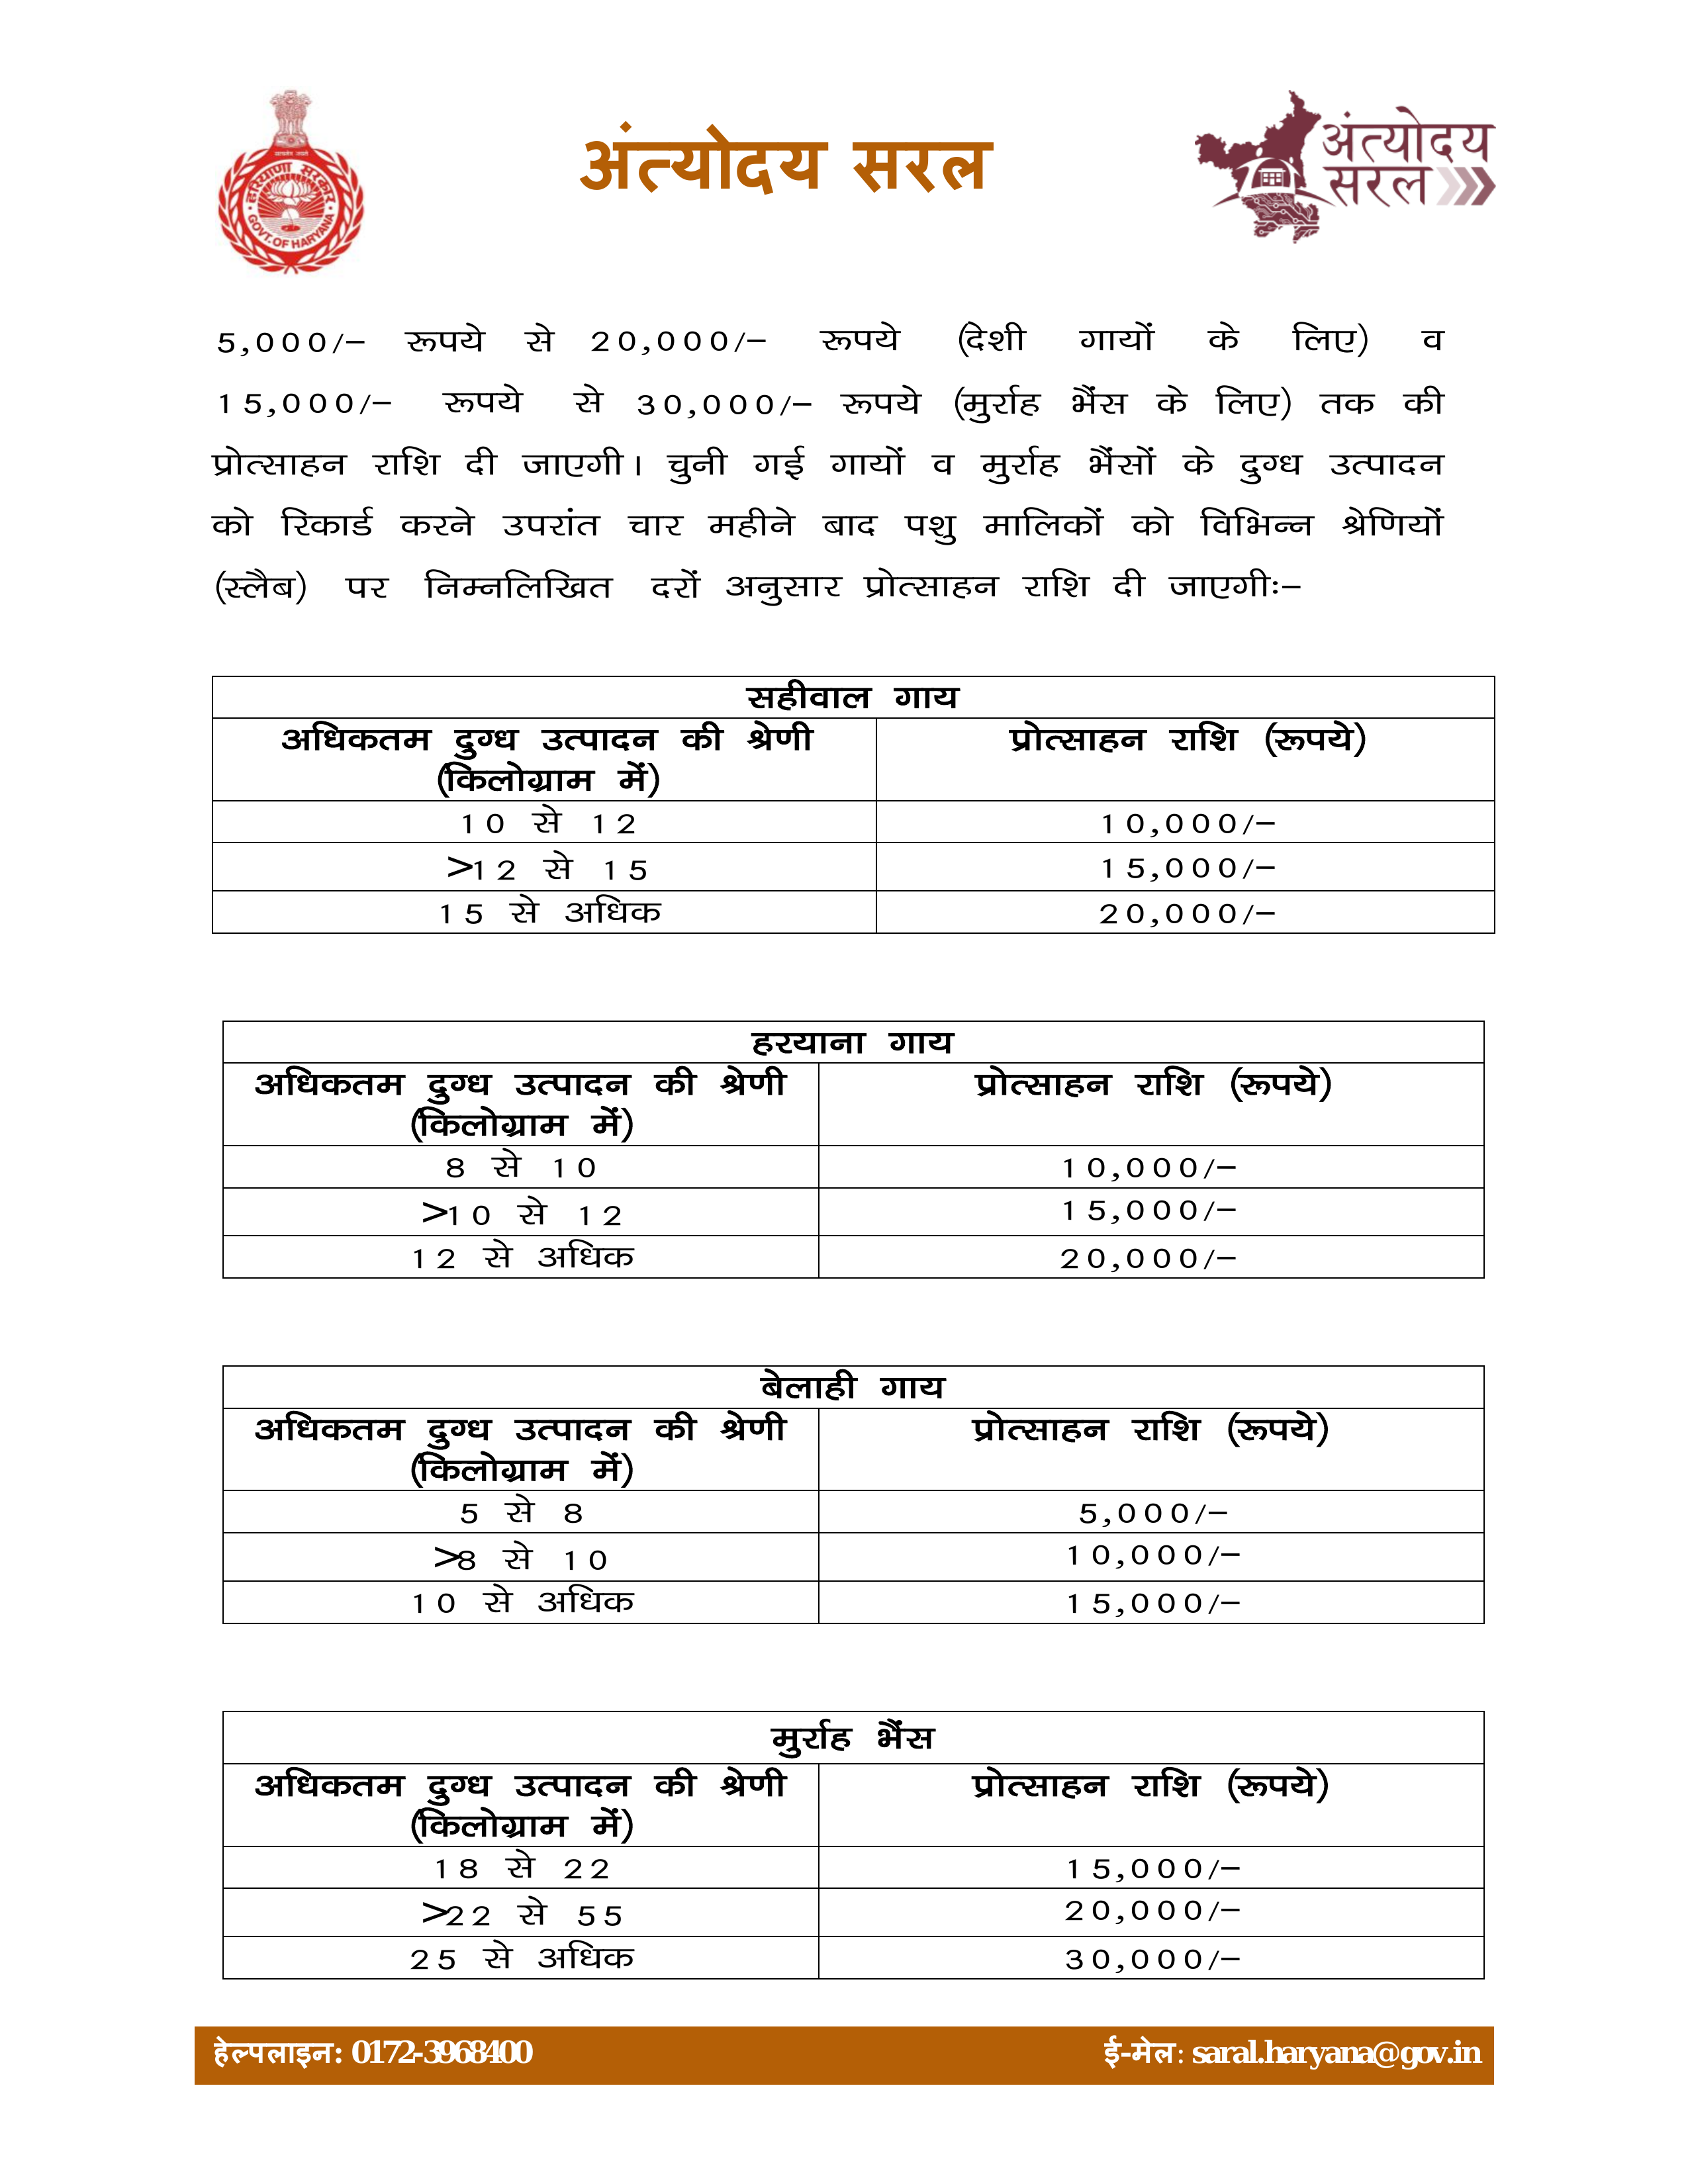 हरियाणा सरकार
GOVT. OF HARYANA
अंत्योदय सरल
अंत्योदय
सरल
5,000/– रूपये से 20,000/– रूपये (देशी गायों के लिए) व
15,000/– रूपये से 30,000/– रूपये (मुर्राह भैंस के लिए) तक की
प्रोत्साहन राशि दी जाएगी। चुनी गई गायों व मुर्राह भैंसों के दुग्ध उत्पादन
को रिकार्ड करने उपरांत चार महीने बाद पशु मालिकों को विभिन्न श्रेणियों
(स्लैब) पर निम्नलिखित दरों अनुसार प्रोत्साहन राशि दी जाएगीः–
सहीवाल गाय
अधिकतम दुग्ध उत्पादन की श्रेणी प्रोत्साहन राशि (रूपये)
(किलोग्राम में)
10 से 12 10,000/–
>12 से 15 15,000/–
15 से अधिक 20,000/–
हरयाना गाय
अधिकतम दुग्ध उत्पादन की श्रेणी प्रोत्साहन राशि (रूपये)
(किलोग्राम में)
8 से 10 10,000/–
>10 से 12 15,000/–
12 से अधिक 20,000/–
बेलाही गाय
अधिकतम दुग्ध उत्पादन की श्रेणी प्रोत्साहन राशि (रूपये)
(किलोग्राम में)
5 से 8 5,000/–
>8 से 10 10,000/–
10 से अधिक 15,000/–
मुर्राह भैंस
अधिकतम दुग्ध उत्पादन की श्रेणी प्रोत्साहन राशि (रूपये)
(किलोग्राम में)
18 से 22 15,000/–
>22 से 55 20,000/–
25 से अधिक 30,000/–
हेल्पलाइन: 0172-3968400 ई-मेल: saral.haryana@gov.in